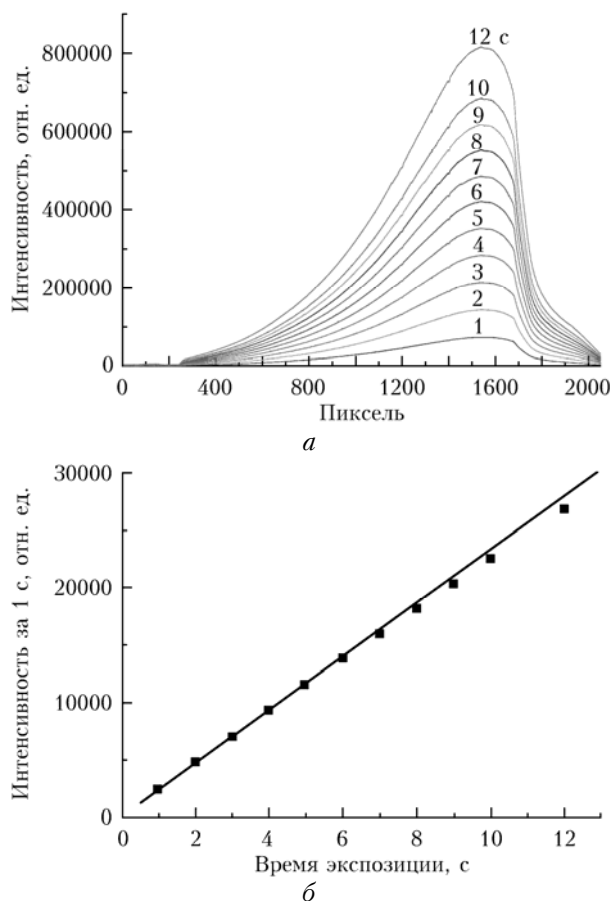 Интенсивность, отн. ед.
800000
600000
400000
200000
0
12 с
10
9
8
7
6
5
4
3
2
1
0 400 800 1200 1600 2000
Пиксель
а
Интенсивность за 1 с, отн. ед.
30000
20000
10000
0
0 2 4 6 8 10 12
Время экспозиции, с
б